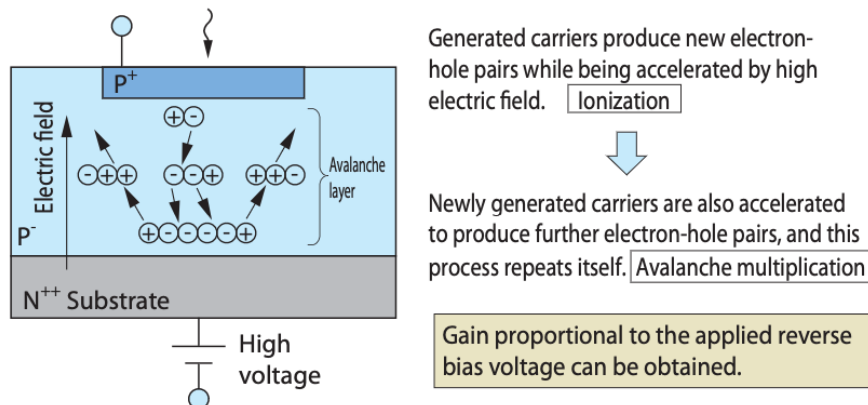 P+
Electric field
Avalanche
layer
P-
N++ Substrate
High
voltage
Generated carriers produce new electron-
hole pairs while being accelerated by high
electric field. Ionization
Newly generated carriers are also accelerated
to produce further electron-hole pairs, and this
process repeats itself. Avalanche multiplication
Gain proportional to the applied reverse
bias voltage can be obtained.